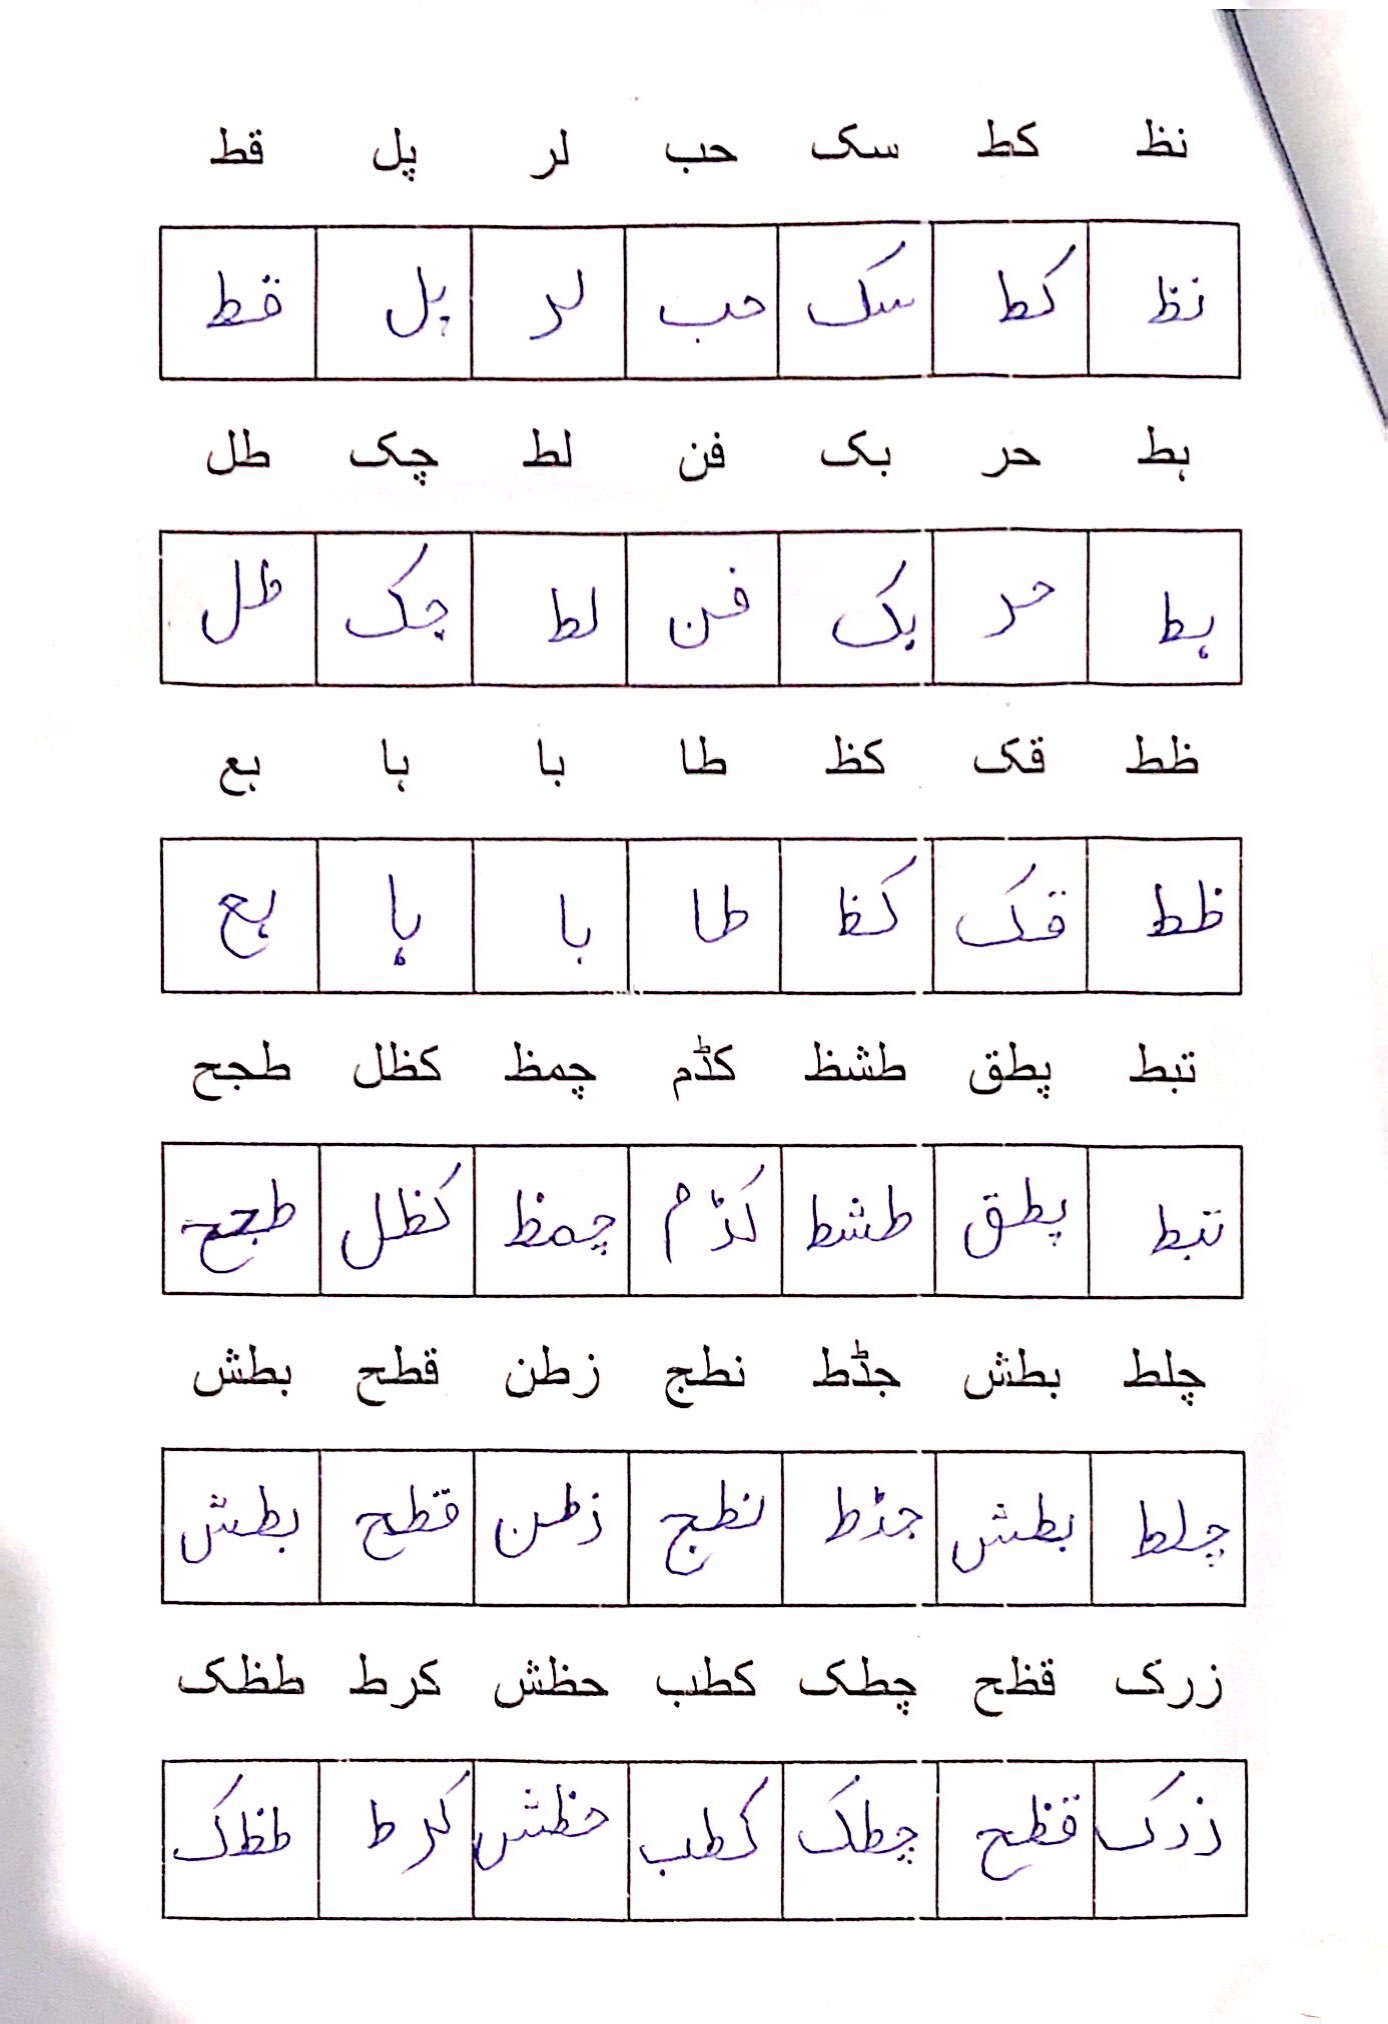 نظ کط سک حب لر پل قط
نظ کط سک حب لر پل قط
ہط حر بک فن لط چک طل
ہط حر بک فن لط چک طل
ظط قک کظ طا با ہا ہع
ظط قک کظ طا با ہا ہع
تبط پطق طشظ کڈم چمظ کظل طجح
تبط پطق طشط کڈم چمظ کظل طجح
چلط بطش جڈط نطج زطن قطح بطش
چلط بطش جڈط نطج زطن قطح بطش
زرک قظح چطک کطب حظش کرط طظک
زرک قظح چطک کطب حظش کرط طظک